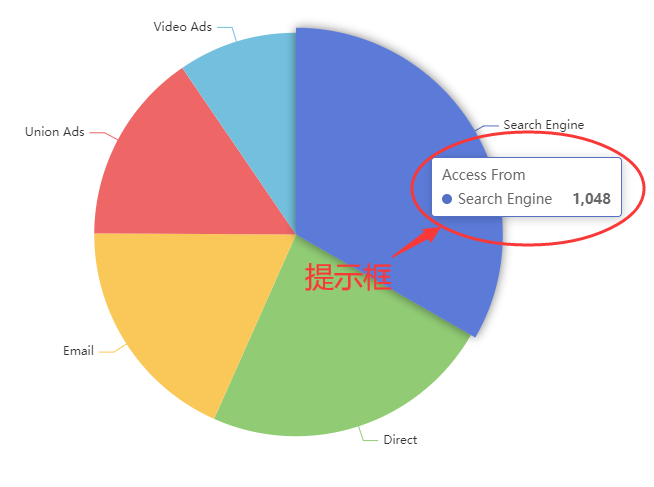 Video Ads
Search Engine
Union Ads
Access From
Search Engine 1,048
提示框
Email
Direct